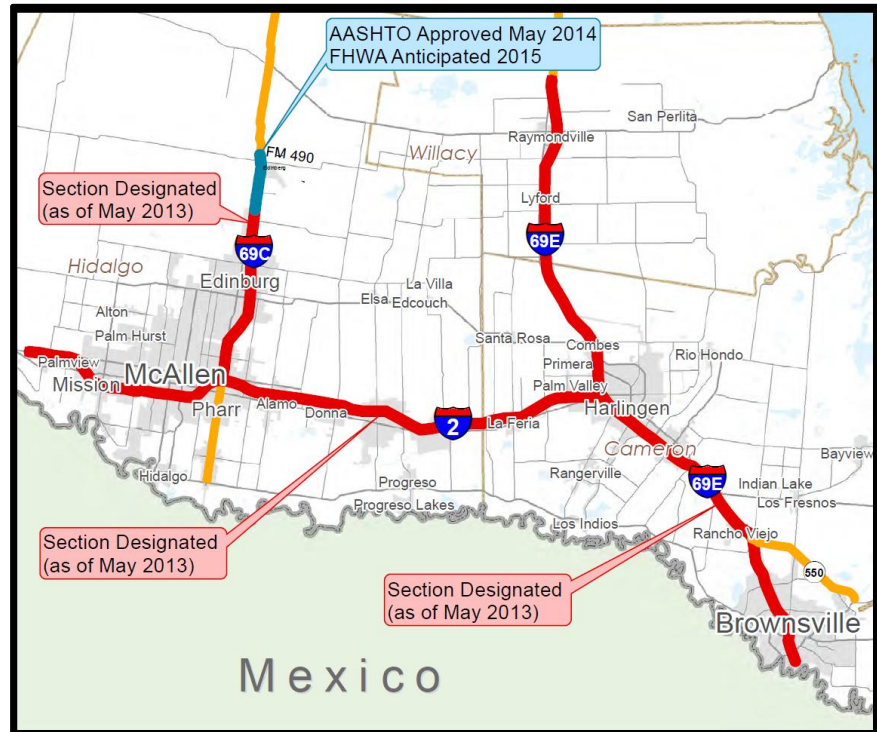 AASHTO Approved May 2014
FHWA Anticipated 2015
San Perlita
Raymondville
FM 490
Willacy
Section Designated
(as of May 2013)
Lyford
69C
69E
Hidalgo
Edinburg
La Villa
Elsa
Edcouch
Alton
Palm Hurst
Santa Rosa
Combes
Primera
Rio Hondo
Palmview
McAllen
Mission
Palm Valley
Pharr
Alamo
Donna
Harlingen
2
La Feria
Cameron
Bayview
Hidalgo
Progreso
Rangerville
69E
Indian Lake
Progreso Lakes
Los Fresnos
Los Indios
Rancho Viejo
Section Designated
(as of May 2013)
550
Section Designated
(as of May 2013)
Brownsville
Mexico